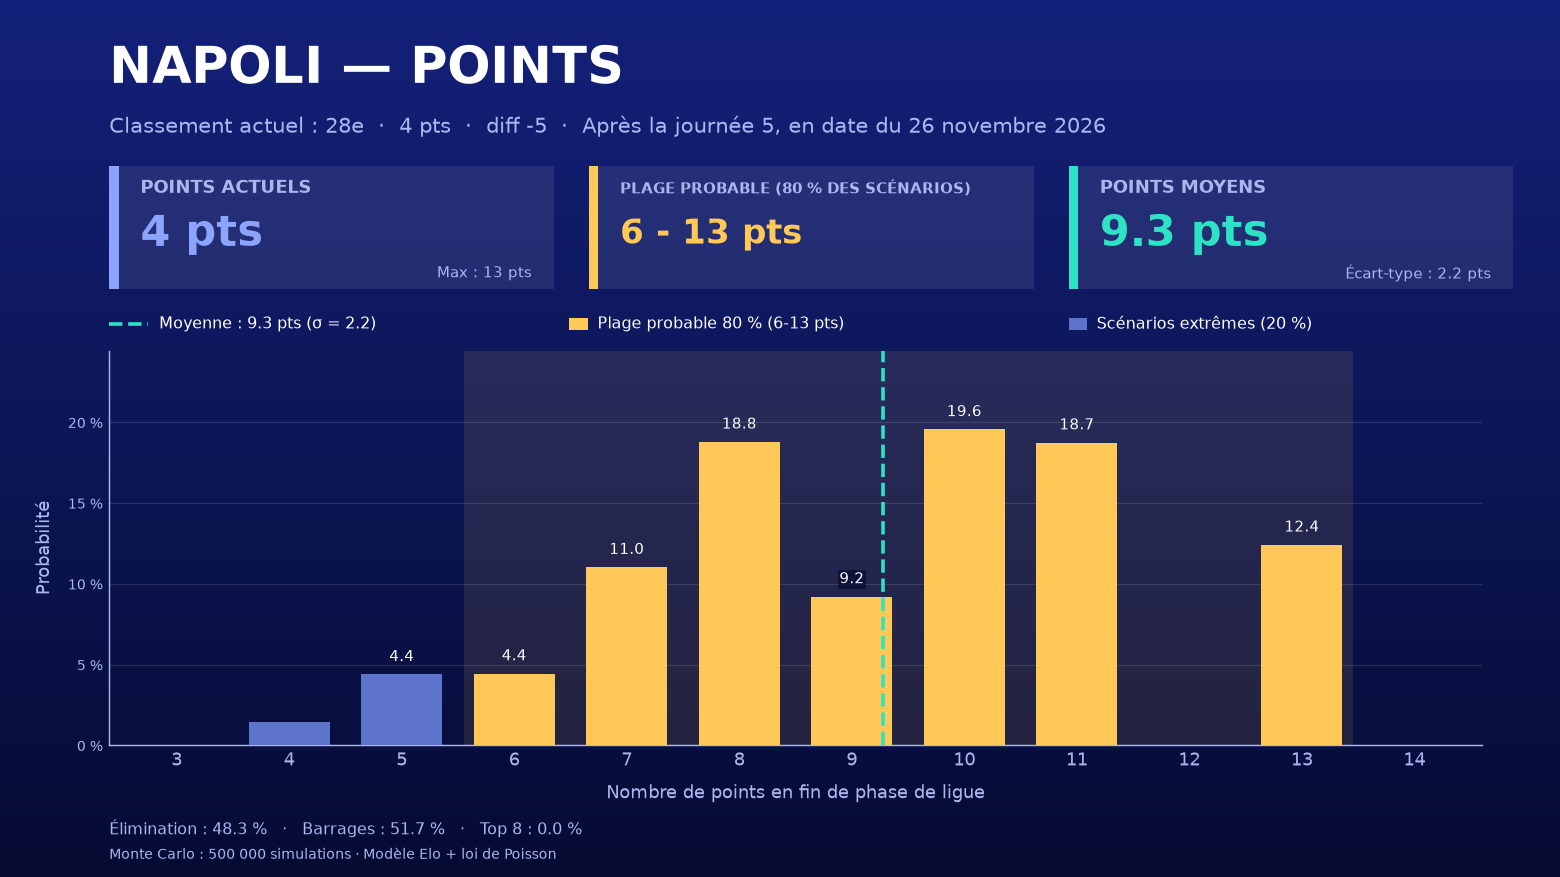 NAPOLI — POINTS
Classement actuel : 28e · 4 pts · diff -5 · Après la journée 5, en date du 26 novembre 2026
POINTS ACTUELS
4 pts
Max : 13 pts
PLAGE PROBABLE (80 % DES SCÉNARIOS)
6 - 13 pts
POINTS MOYENS
9.3 pts
Écart-type : 2.2 pts
Moyenne : 9.3 pts (σ = 2.2)
Plage probable 80 % (6-13 pts)
Scénarios extrêmes (20 %)
Probabilité
20 %
15 %
10 %
5 %
0 %
4.4
4.4
11.0
18.8
9.2
19.6
18.7
12.4
3 4 5 6 7 8 9 10 11 12 13 14
Nombre de points en fin de phase de ligue
Élimination : 48.3 % · Barrages : 51.7 % · Top 8 : 0.0 %
Monte Carlo : 500 000 simulations · Modèle Elo + loi de Poisson